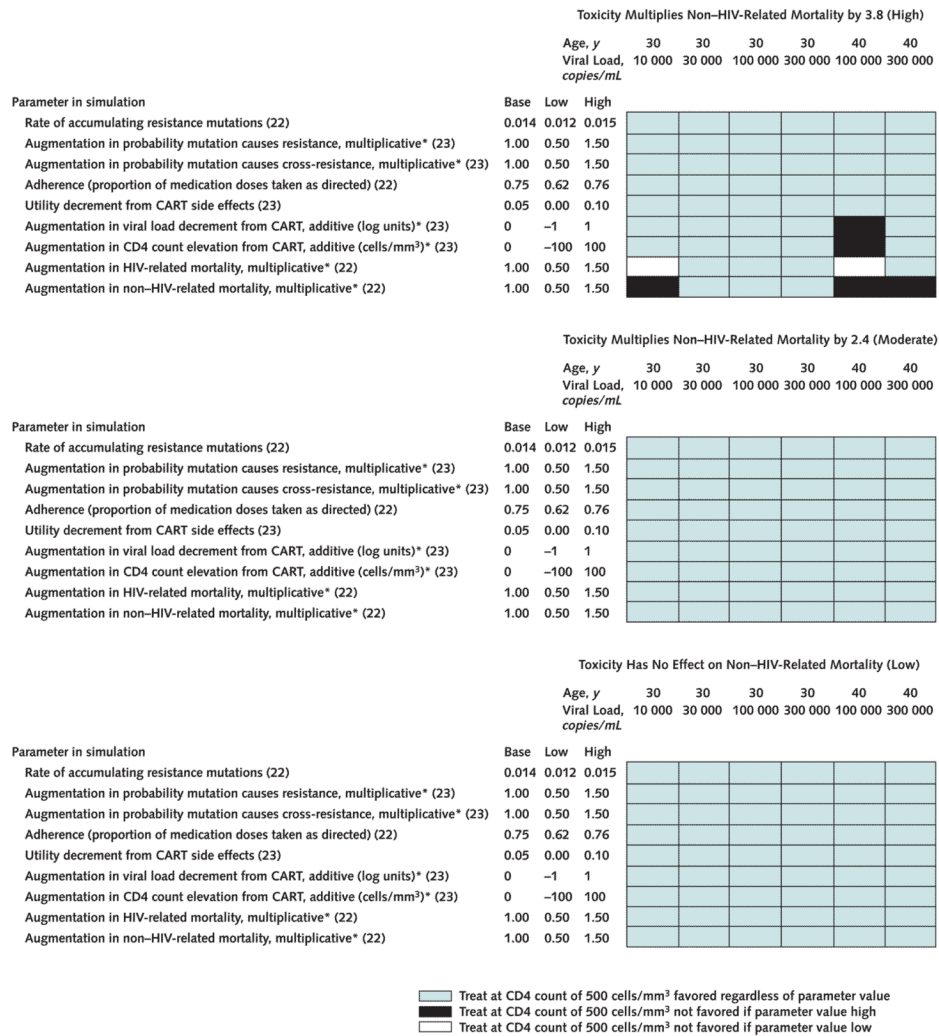 Toxicity Multiplies Non–HIV-Related Mortality by 3.8 (High)
Age, y 30 30 30 30 40 40
Viral Load, 10 000 30 000 100 000 300 000 100 000 300 000
copies/mL
Parameter in simulation Base Low High
Rate of accumulating resistance mutations (22) 0.014 0.012 0.015
Augmentation in probability mutation causes resistance, multiplicative* (23) 1.00 0.50 1.50
Augmentation in probability mutation causes cross-resistance, multiplicative* (23) 1.00 0.50 1.50
Adherence (proportion of medication doses taken as directed) (22) 0.75 0.62 0.76
Utility decrement from CART side effects (23) 0.05 0.00 0.10
Augmentation in viral load decrement from CART, additive (log units)* (23) 0 –1 1
Augmentation in CD4 count elevation from CART, additive (cells/mm³)* (23) 0 –100 100
Augmentation in HIV-related mortality, multiplicative* (22) 1.00 0.50 1.50
Augmentation in non–HIV-related mortality, multiplicative* (22) 1.00 0.50 1.50
Toxicity Multiplies Non–HIV-Related Mortality by 2.4 (Moderate)
Age, y 30 30 30 30 40 40
Viral Load, 10 000 30 000 100 000 300 000 100 000 300 000
copies/mL
Parameter in simulation Base Low High
Rate of accumulating resistance mutations (22) 0.014 0.012 0.015
Augmentation in probability mutation causes resistance, multiplicative* (23) 1.00 0.50 1.50
Augmentation in probability mutation causes cross-resistance, multiplicative* (23) 1.00 0.50 1.50
Adherence (proportion of medication doses taken as directed) (22) 0.75 0.62 0.76
Utility decrement from CART side effects (23) 0.05 0.00 0.10
Augmentation in viral load decrement from CART, additive (log units)* (23) 0 –1 1
Augmentation in CD4 count elevation from CART, additive (cells/mm³)* (23) 0 –100 100
Augmentation in HIV-related mortality, multiplicative* (22) 1.00 0.50 1.50
Augmentation in non–HIV-related mortality, multiplicative* (22) 1.00 0.50 1.50
Toxicity Has No Effect on Non–HIV-Related Mortality (Low)
Age, y 30 30 30 30 40 40
Viral Load, 10 000 30 000 100 000 300 000 100 000 300 000
copies/mL
Parameter in simulation Base Low High
Rate of accumulating resistance mutations (22) 0.014 0.012 0.015
Augmentation in probability mutation causes resistance, multiplicative* (23) 1.00 0.50 1.50
Augmentation in probability mutation causes cross-resistance, multiplicative* (23) 1.00 0.50 1.50
Adherence (proportion of medication doses taken as directed) (22) 0.75 0.62 0.76
Utility decrement from CART side effects (23) 0.05 0.00 0.10
Augmentation in viral load decrement from CART, additive (log units)* (23) 0 –1 1
Augmentation in CD4 count elevation from CART, additive (cells/mm³)* (23) 0 –100 100
Augmentation in HIV-related mortality, multiplicative* (22) 1.00 0.50 1.50
Augmentation in non–HIV-related mortality, multiplicative* (22) 1.00 0.50 1.50
Treat at CD4 count of 500 cells/mm³ favored regardless of parameter value
Treat at CD4 count of 500 cells/mm³ not favored if parameter value high
Treat at CD4 count of 500 cells/mm³ not favored if parameter value low